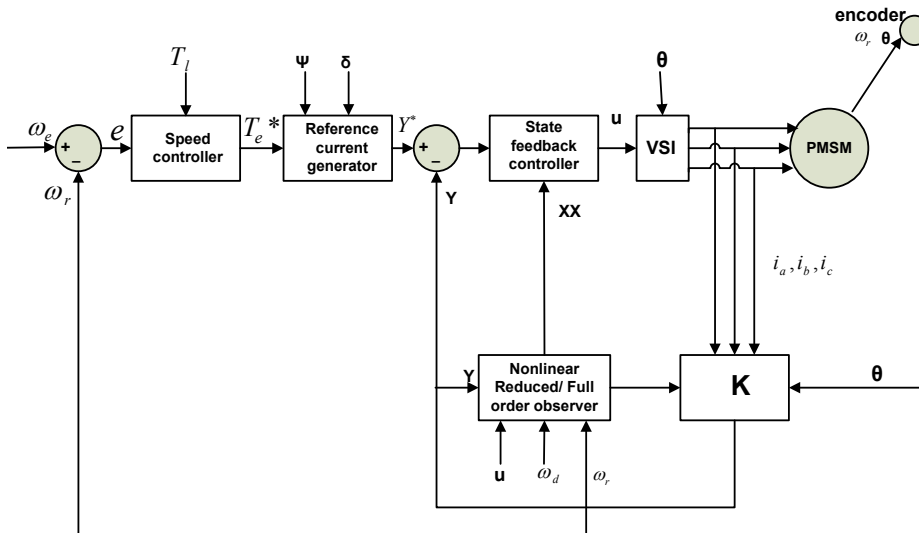 encoder
ω_r θ
T_l
Ψ
δ
θ
ω_e
+
−
e
Speed
controller
T_e*
Reference
current
generator
Y*
+
−
State
feedback
controller
u
VSI
PMSM
ω_r
Y
XX
i_a, i_b, i_c
Y
Nonlinear
Reduced/ Full
order observer
K
θ
u
ω_d
ω_r